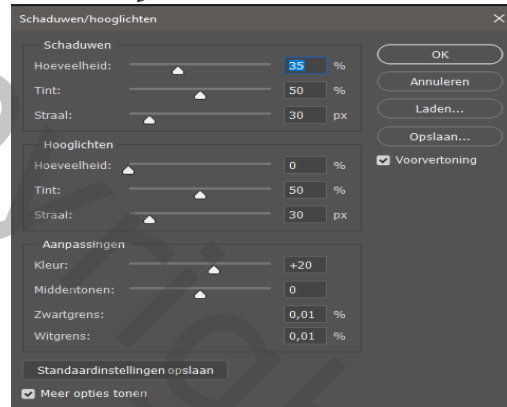 Schaduwen/hooglichten
Schaduwen
Hoeveelheid: 35 %
Tint: 50 %
Straal: 30 px
Hooglichten
Hoeveelheid: 0 %
Tint: 50 %
Straal: 30 px
Aanpassingen
Kleur: +20
Middentonen: 0
Zwartgrens: 0,01 %
Witgrens: 0,01 %
Standaardinstellingen opslaan
Meer opties tonen
OK
Annuleren
Laden...
Opslaan...
Voorvertoning